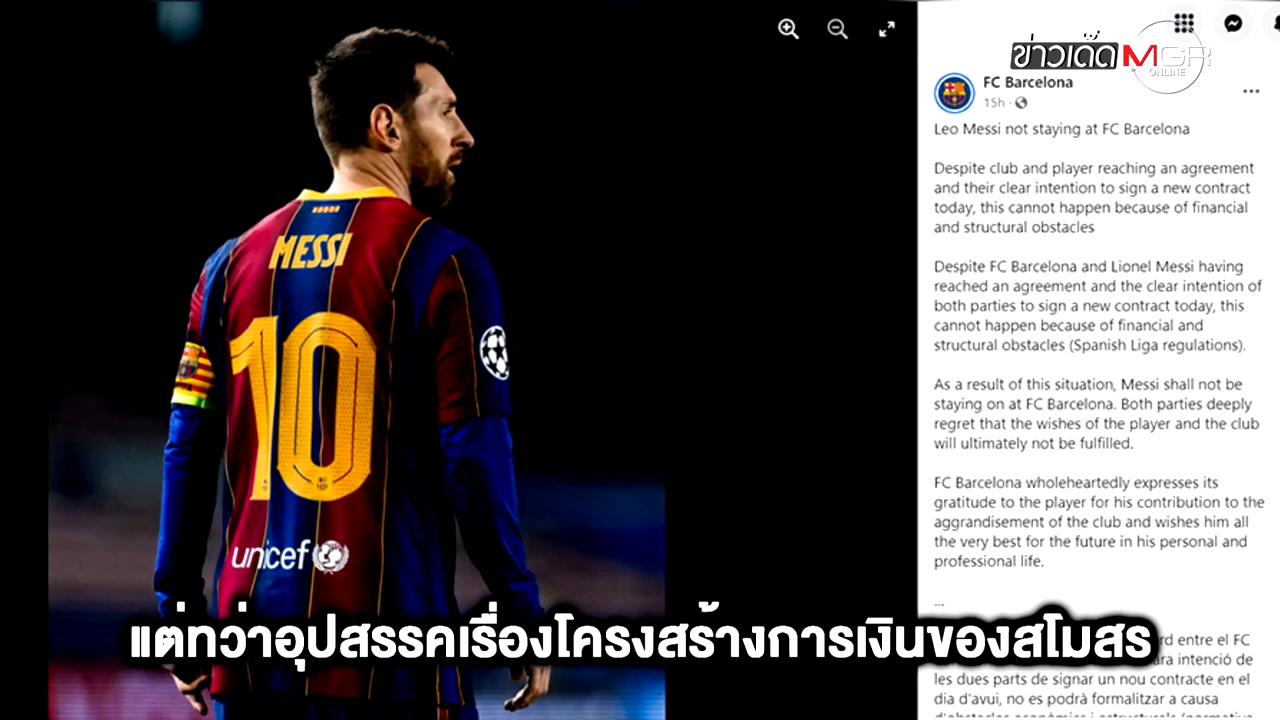 ข่าวเด็ด MGR
ONLINE
FC Barcelona
15h
Leo Messi not staying at FC Barcelona
Despite club and player reaching an agreement
and their clear intention to sign a new contract
today, this cannot happen because of financial
and structural obstacles
Despite FC Barcelona and Lionel Messi having
reached an agreement and the clear intention of
both parties to sign a new contract today, this
cannot happen because of financial and
structural obstacles (Spanish Liga regulations).
As a result of this situation, Messi shall not be
staying on at FC Barcelona. Both parties deeply
regret that the wishes of the player and the club
will ultimately not be fulfilled.
FC Barcelona wholeheartedly expresses its
gratitude to the player for his contribution to the
aggrandisement of the club and wishes him all
the very best for the future in his personal and
professional life.
...
entre el FC
intenció de
les dues parts de signar un nou contracte en el
dia d'avui, no es podrà formalitzar a causa
MESSI
10
unicef
แต่ทว่าอุปสรรคเรื่องโครงสร้างการเงินของสโมสร